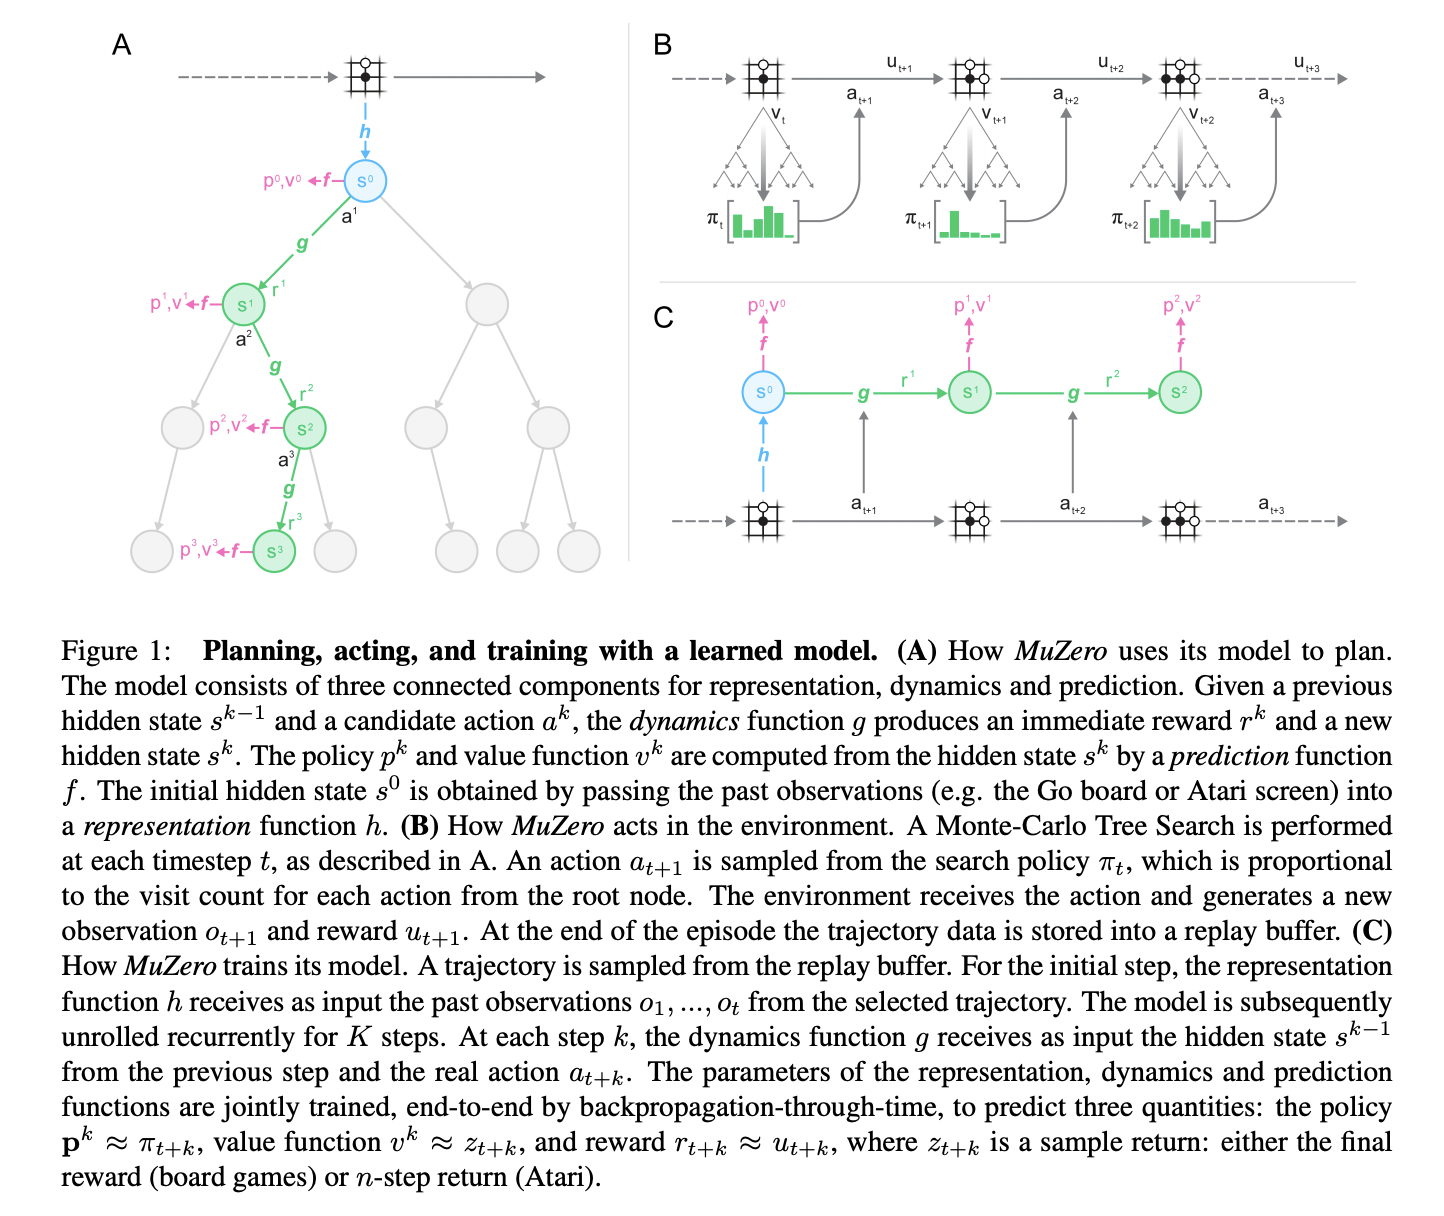 A
h
p⁰,v⁰ f s⁰
a¹
g
r¹
p¹,v¹ f s¹
a²
g
r²
p²,v² f s²
a³
g
r³
p³,v³ f s³
B
u_{t+1} u_{t+2} u_{t+3}
a_{t+1} a_{t+2} a_{t+3}
v_t v_{t+1} v_{t+2}
π_t π_{t+1} π_{t+2}
C
p⁰,v⁰ p¹,v¹ p², v²
f f f
s⁰ g r¹ s¹ g r² s²
h
a_{t+1} a_{t+2} a_{t+3}
Figure 1: Planning, acting, and training with a learned model. (A) How MuZero uses its model to plan.
The model consists of three connected components for representation, dynamics and prediction. Given a previous
hidden state s^{k−1} and a candidate action a^k, the dynamics function g produces an immediate reward r^k and a new
hidden state s^k. The policy p^k and value function v^k are computed from the hidden state s^k by a prediction function
f. The initial hidden state s⁰ is obtained by passing the past observations (e.g. the Go board or Atari screen) into
a representation function h. (B) How MuZero acts in the environment. A Monte-Carlo Tree Search is performed
at each timestep t, as described in A. An action a_{t+1} is sampled from the search policy π_t, which is proportional
to the visit count for each action from the root node. The environment receives the action and generates a new
observation o_{t+1} and reward u_{t+1}. At the end of the episode the trajectory data is stored into a replay buffer. (C)
How MuZero trains its model. A trajectory is sampled from the replay buffer. For the initial step, the representation
function h receives as input the past observations o_1, ..., o_t from the selected trajectory. The model is subsequently
unrolled recurrently for K steps. At each step k, the dynamics function g receives as input the hidden state s^{k−1}
from the previous step and the real action a_{t+k}. The parameters of the representation, dynamics and prediction
functions are jointly trained, end-to-end by backpropagation-through-time, to predict three quantities: the policy
p^k ≈ π_{t+k}, value function v^k ≈ z_{t+k}, and reward r_{t+k} ≈ u_{t+k}, where z_{t+k} is a sample return: either the final
reward (board games) or n-step return (Atari).